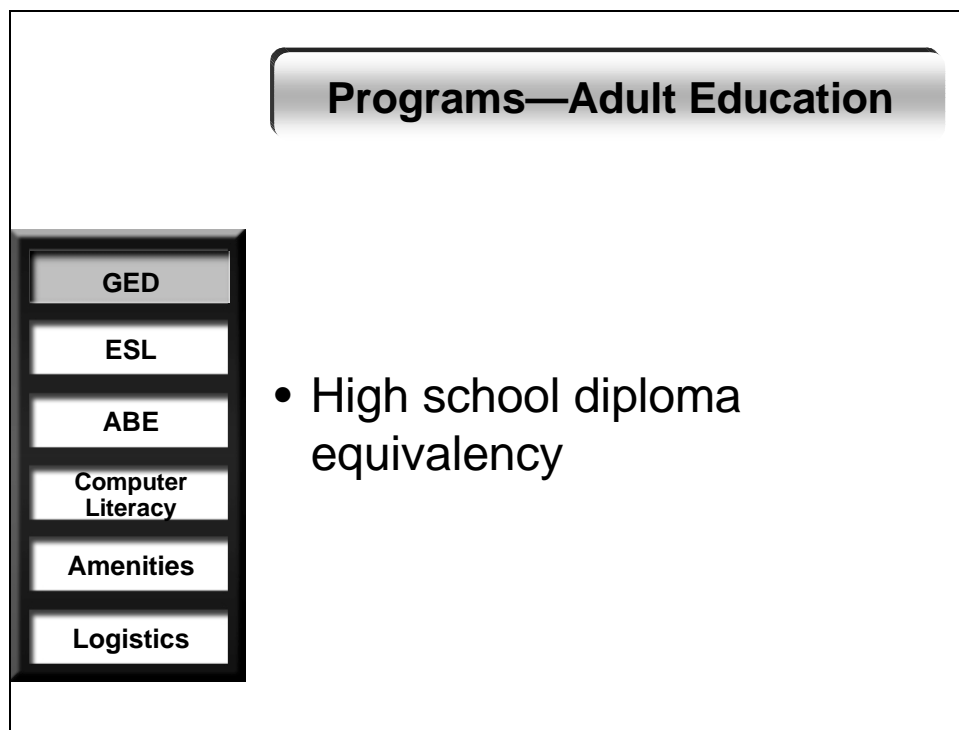 Programs—Adult Education
GED
ESL
ABE
Computer
Literacy
Amenities
Logistics
• High school diploma
equivalency